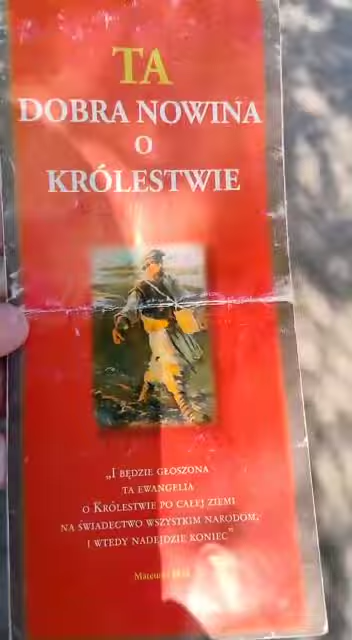 TA
DOBRA NOWINA
O
KRÓLESTWIE
„I BĘDZIE GŁOSZONA
TA EWANGELIA
O KRÓLESTWIE PO CAŁEJ ZIEMI
NA ŚWIADECTWO WSZYSTKIM NARODOM,
I WTEDY NADEJDZIE KONIEC”